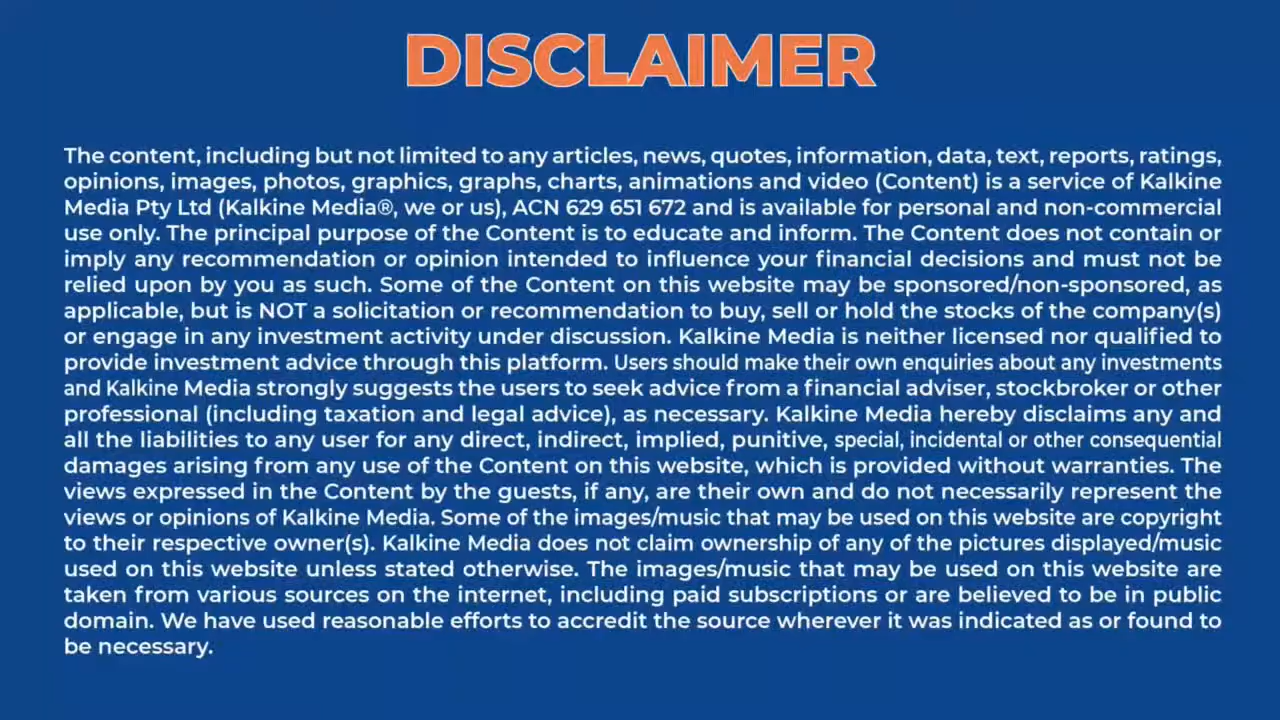 DISCLAIMER
The content, including but not limited to any articles, news, quotes, information, data, text, reports, ratings,
opinions, images, photos, graphics, graphs, charts, animations and video (Content) is a service of Kalkine
Media Pty Ltd (Kalkine Media®, we or us), ACN 629 651 672 and is available for personal and non-commercial
use only. The principal purpose of the Content is to educate and inform. The Content does not contain or
imply any recommendation or opinion intended to influence your financial decisions and must not be
relied upon by you as such. Some of the Content on this website may be sponsored/non-sponsored, as
applicable, but is NOT a solicitation or recommendation to buy, sell or hold the stocks of the company(s)
or engage in any investment activity under discussion. Kalkine Media is neither licensed nor qualified to
provide investment advice through this platform. Users should make their own enquiries about any investments
and Kalkine Media strongly suggests the users to seek advice from a financial adviser, stockbroker or other
professional (including taxation and legal advice), as necessary. Kalkine Media hereby disclaims any and
all the liabilities to any user for any direct, indirect, implied, punitive, special, incidental or other consequential
damages arising from any use of the Content on this website, which is provided without warranties. The
views expressed in the Content by the guests, if any, are their own and do not necessarily represent the
views or opinions of Kalkine Media. Some of the images/music that may be used on this website are copyright
to their respective owner(s). Kalkine Media does not claim ownership of any of the pictures displayed/music
used on this website unless stated otherwise. The images/music that may be used on this website are
taken from various sources on the internet, including paid subscriptions or are believed to be in public
domain. We have used reasonable efforts to accredit the source wherever it was indicated as or found to
be necessary.